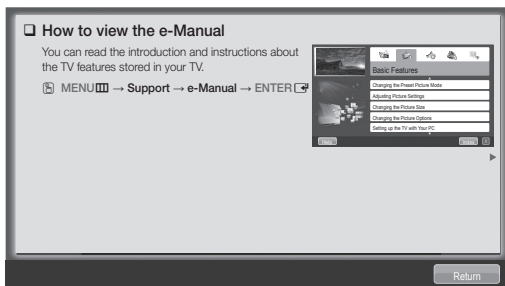 How to view the e-Manual
You can read the introduction and instructions about
the TV features stored in your TV.
MENU → Support → e-Manual → ENTER
Basic Features
Changing the Preset Picture Mode
Adjusting Picture Settings
Changing the Picture Size
Changing the Picture Options
Setting up the TV with Your PC
Help
Index
Return